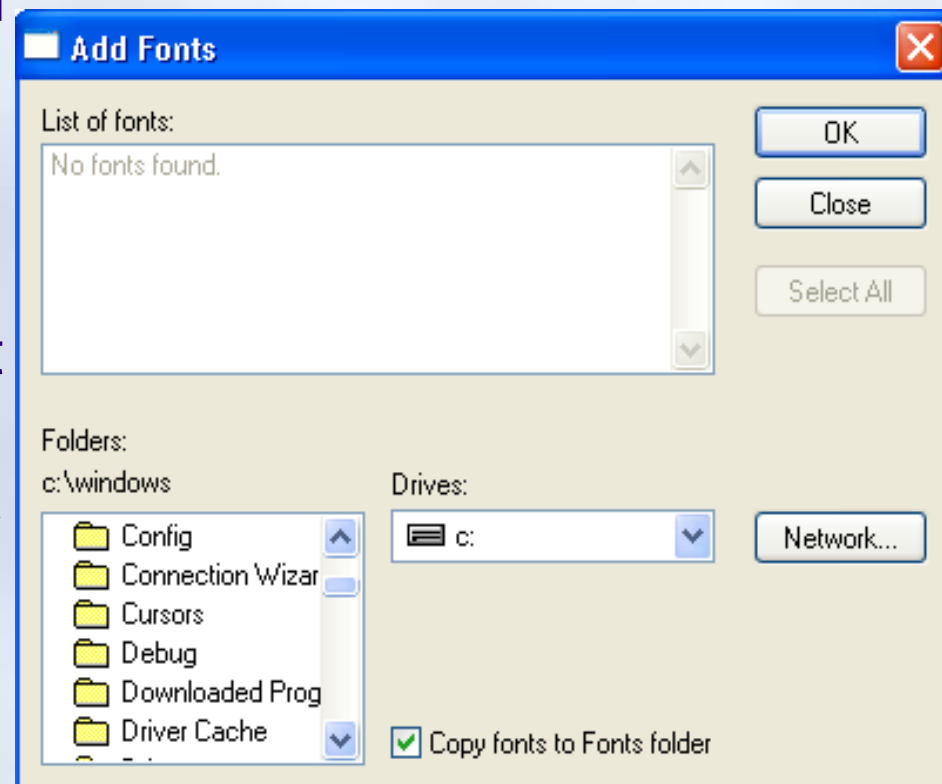 Add Fonts
List of fonts:
No fonts found.
OK
Close
Select All
Folders:
c:\windows
Drives:
c:
Network...
Config
Connection Wizar
Cursors
Debug
Downloaded Prog
Driver Cache
Copy fonts to Fonts folder